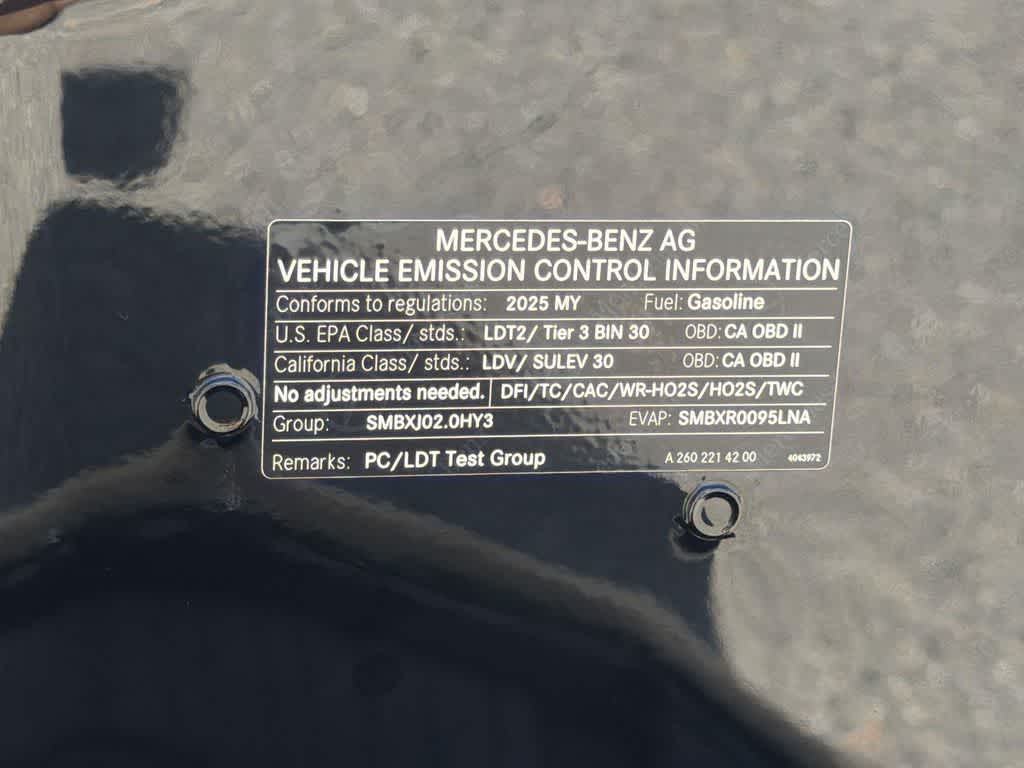 MERCEDES-BENZ AG
VEHICLE EMISSION CONTROL INFORMATION
Conforms to regulations: 2025 MY Fuel: Gasoline
U.S. EPA Class/ stds.: LDT2/ Tier 3 BIN 30 OBD: CA OBD II
California Class/ stds.: LDV/ SULEV 30 OBD: CA OBD II
No adjustments needed. DFI/TC/CAC/WR-HO2S/HO2S/TWC
Group: SMBXJ02.0HY3 EVAP: SMBXR0095LNA
Remarks: PC/LDT Test Group A 260 221 42 00 4043972